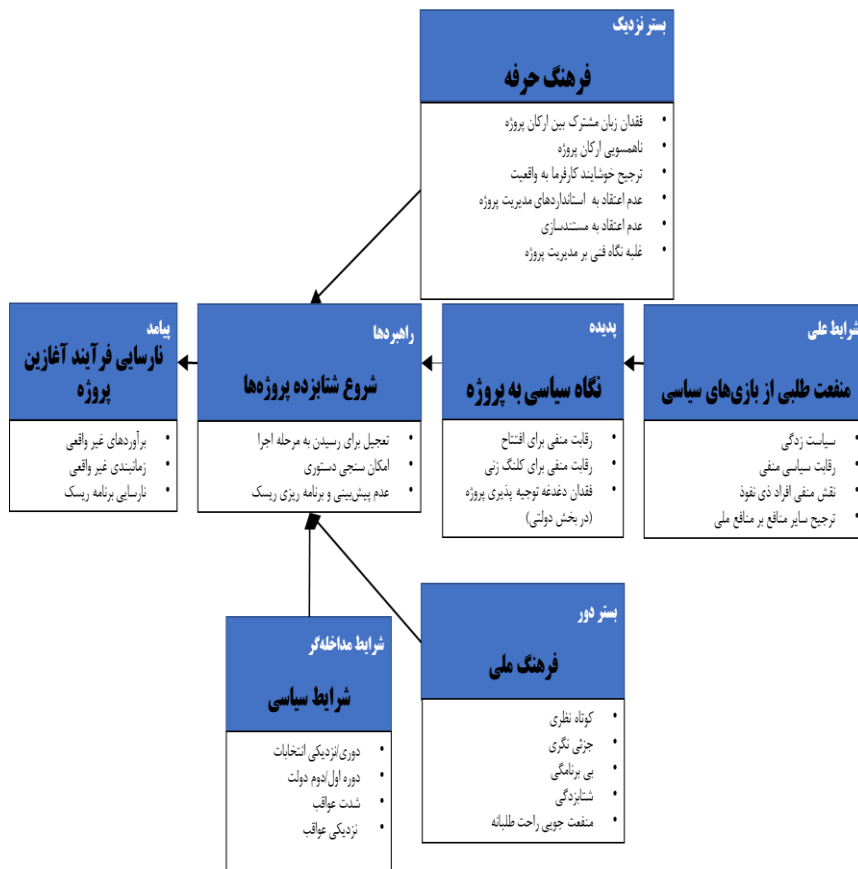 بستر نزدیک
فرهنگ حرفه
• فقدان زبان مشترک بین ارکان پروژه
• ناهمسویی ارکان پروژه
• ترجیح خوشایند کارفرما به واقعیت
• عدم اعتقاد به استانداردهای مدیریت پروژه
• عدم اعتقاد به مستندسازی
• غلبه نگاه فنی بر مدیریت پروژه
شرایط علی
منفعت طلبی از بازی‌های سیاسی
• سیاست زدگی
• رقابت سیاسی منفی
• نقش منفی افراد ذی نفوذ
• ترجیح سایر منافع بر منافع ملی
پدیده
نگاه سیاسی به پروژه
• رقابت منفی برای افتتاح
• رقابت منفی برای کلنگ زنی
• فقدان دغدغه توجیه پذیری پروژه
(در بخش دولتی)
راهبردها
شروع شتابزده پروژه‌ها
• تعجیل برای رسیدن به مرحله اجرا
• امکان سنجی دستوری
• عدم پیش‌بینی و برنامه ریزی ریسک
پیامد
نارسایی فرآیند آغازین
پروژه
• برآوردهای غیر واقعی
• زمانبندی غیر واقعی
• نارسایی برنامه ریسک
بستر دور
فرهنگ ملی
• کوتاه نظری
• جزئی نگری
• بی برنامگی
• شتابزدگی
• منفعت جویی راحت طلبانه
شرایط مداخله‌گر
شرایط سیاسی
• دوری/نزدیکی انتخابات
• دوره اول/دوم دولت
• شدت عواقب
• نزدیکی عواقب